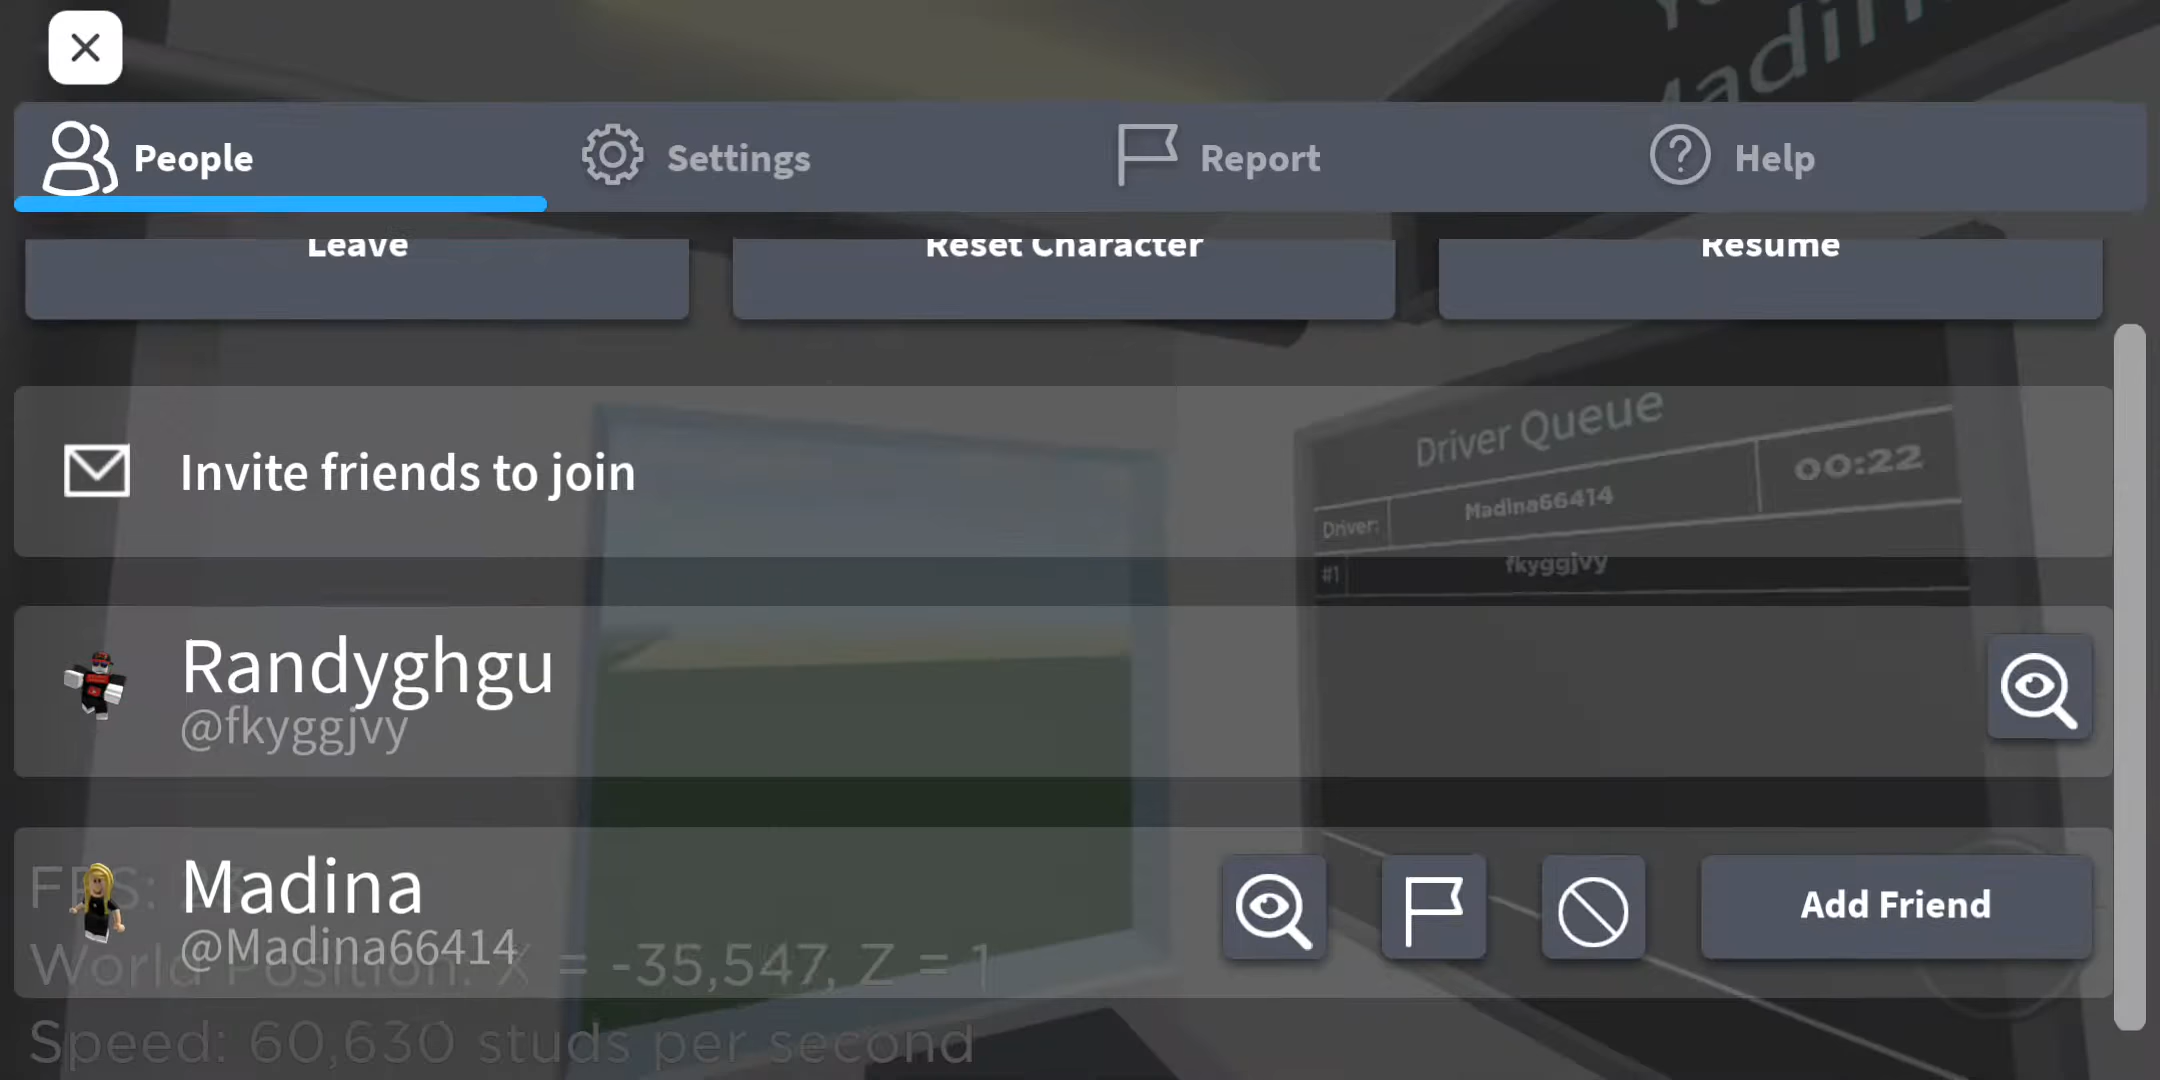 People
Settings
Report
Help
Leave
Reset Character
Resume
Invite friends to join
Driver Queue
Driver:
Madina66414
00:22
#1
fkyggjvy
Randyghgu
@fkyggjvy
Madina
@Madina66414
Add Friend
World Position: X = -35,547, Z = 1
Speed: 60,630 studs per second